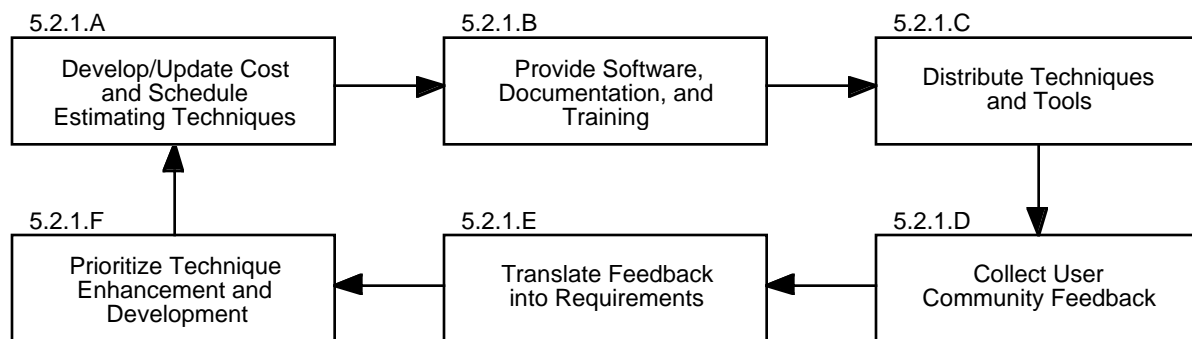 5.2.1.A
Develop/Update Cost
and Schedule
Estimating Techniques
5.2.1.B
Provide Software,
Documentation, and
Training
5.2.1.C
Distribute Techniques
and Tools
5.2.1.F
Prioritize Technique
Enhancement and
Development
5.2.1.E
Translate Feedback
into Requirements
5.2.1.D
Collect User
Community Feedback